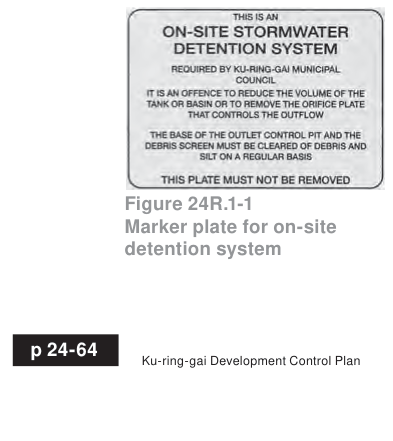 THIS IS AN
ON-SITE STORMWATER
DETENTION SYSTEM
REQUIRED BY KU-RING-GAI MUNICIPAL
COUNCIL
IT IS AN OFFENCE TO REDUCE THE VOLUME OF THE
TANK OR BASIN OR TO REMOVE THE ORIFICE PLATE
THAT CONTROLS THE OUTFLOW
THE BASE OF THE OUTLET CONTROL PIT AND THE
DEBRIS SCREEN MUST BE CLEARED OF DEBRIS AND
SILT ON A REGULAR BASIS
THIS PLATE MUST NOT BE REMOVED
Figure 24R.1-1
Marker plate for on-site
detention system
p 24-64
Ku-ring-gai Development Control Plan